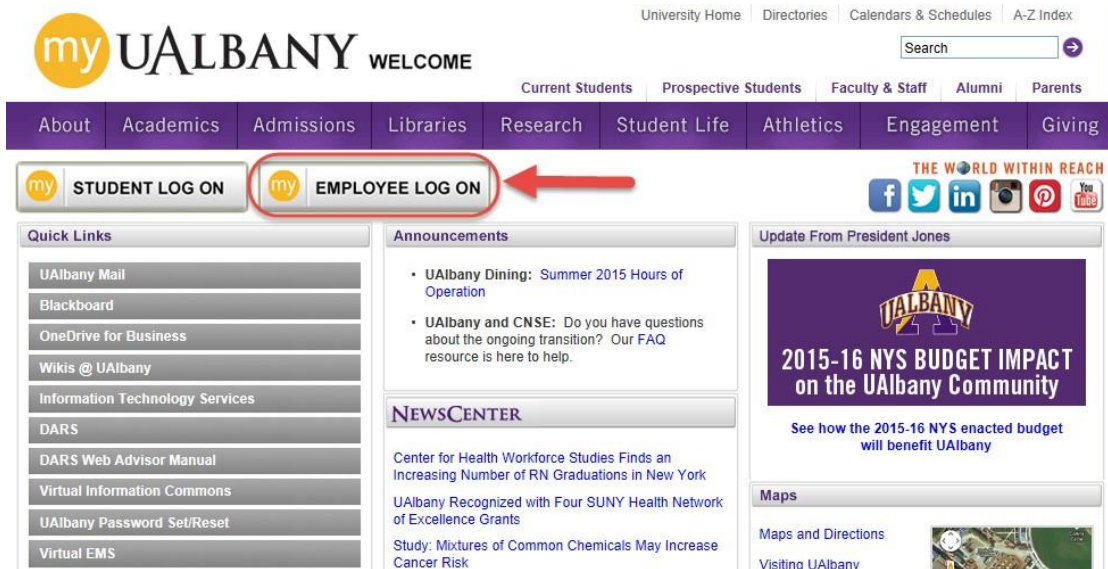 University Home Directories Calendars & Schedules A-Z Index
my UALBANY WELCOME
Search
Current Students Prospective Students Faculty & Staff Alumni Parents
About Academics Admissions Libraries Research Student Life Athletics Engagement Giving
my STUDENT LOG ON
my EMPLOYEE LOG ON
THE WORLD WITHIN REACH
f in You Tube
Quick Links
UAlbany Mail
Blackboard
OneDrive for Business
Wikis @ UAlbany
Information Technology Services
DARS
DARS Web Advisor Manual
Virtual Information Commons
UAlbany Password Set/Reset
Virtual EMS
Announcements
• UAlbany Dining: Summer 2015 Hours of
Operation
• UAlbany and CNSE: Do you have questions
about the ongoing transition? Our FAQ
resource is here to help.
NEWSCENTER
Center for Health Workforce Studies Finds an
Increasing Number of RN Graduations in New York
UAlbany Recognized with Four SUNY Health Network
of Excellence Grants
Study: Mixtures of Common Chemicals May Increase
Cancer Risk
Update From President Jones
UALBANY
2015-16 NYS BUDGET IMPACT
on the UAlbany Community
See how the 2015-16 NYS enacted budget
will benefit UAlbany
Maps
Maps and Directions
Visiting UAlbany